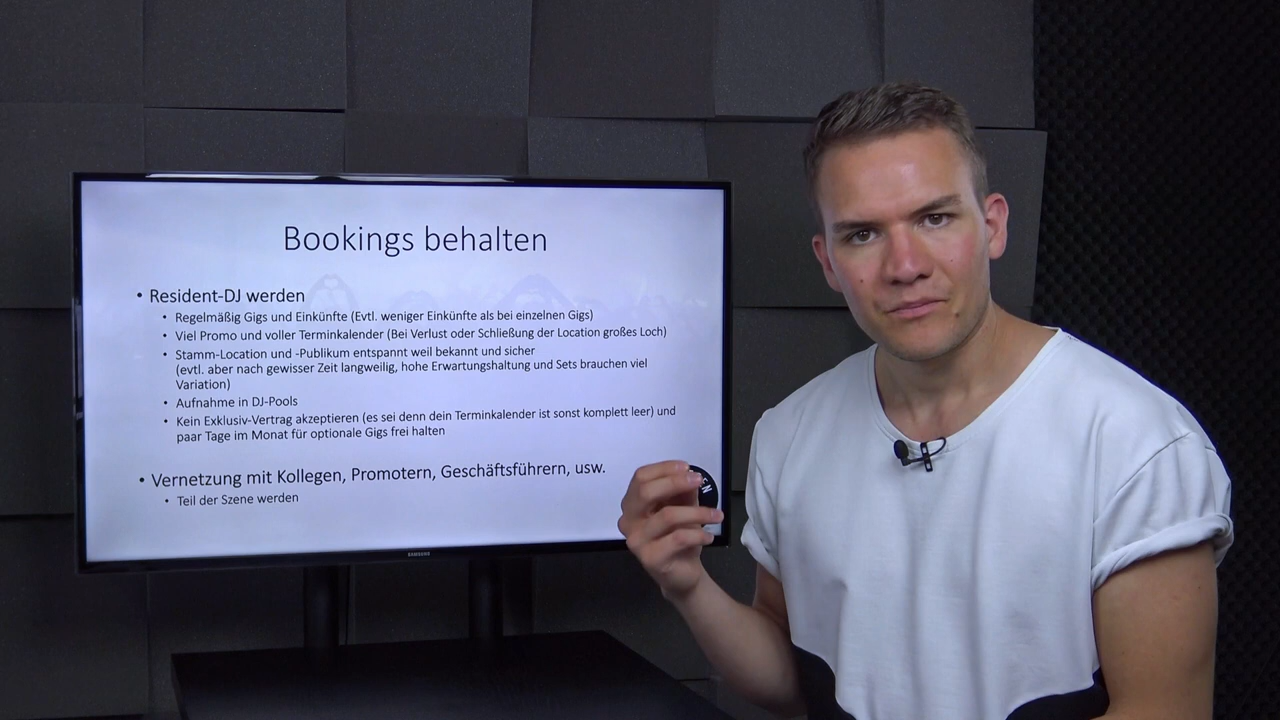 Bookings behalten
• Resident-DJ werden
• Regelmäßig Gigs und Einkünfte (Evtl. weniger Einkünfte als bei einzelnen Gigs)
• Viel Promo und voller Terminkalender (Bei Verlust oder Schließung der Location großes Loch)
• Stamm-Location und -Publikum entspannt weil bekannt und sicher
(evtl. aber nach gewisser Zeit langweilig, hohe Erwartungshaltung und Sets brauchen viel
Variation)
• Aufnahme in DJ-Pools
• Kein Exklusiv-Vertrag akzeptieren (es sei denn dein Terminkalender ist sonst komplett leer) und
paar Tage im Monat für optionale Gigs frei halten
• Vernetzung mit Kollegen, Promotern, Geschäftsführern, usw.
• Teil der Szene werden
SAMSUNG